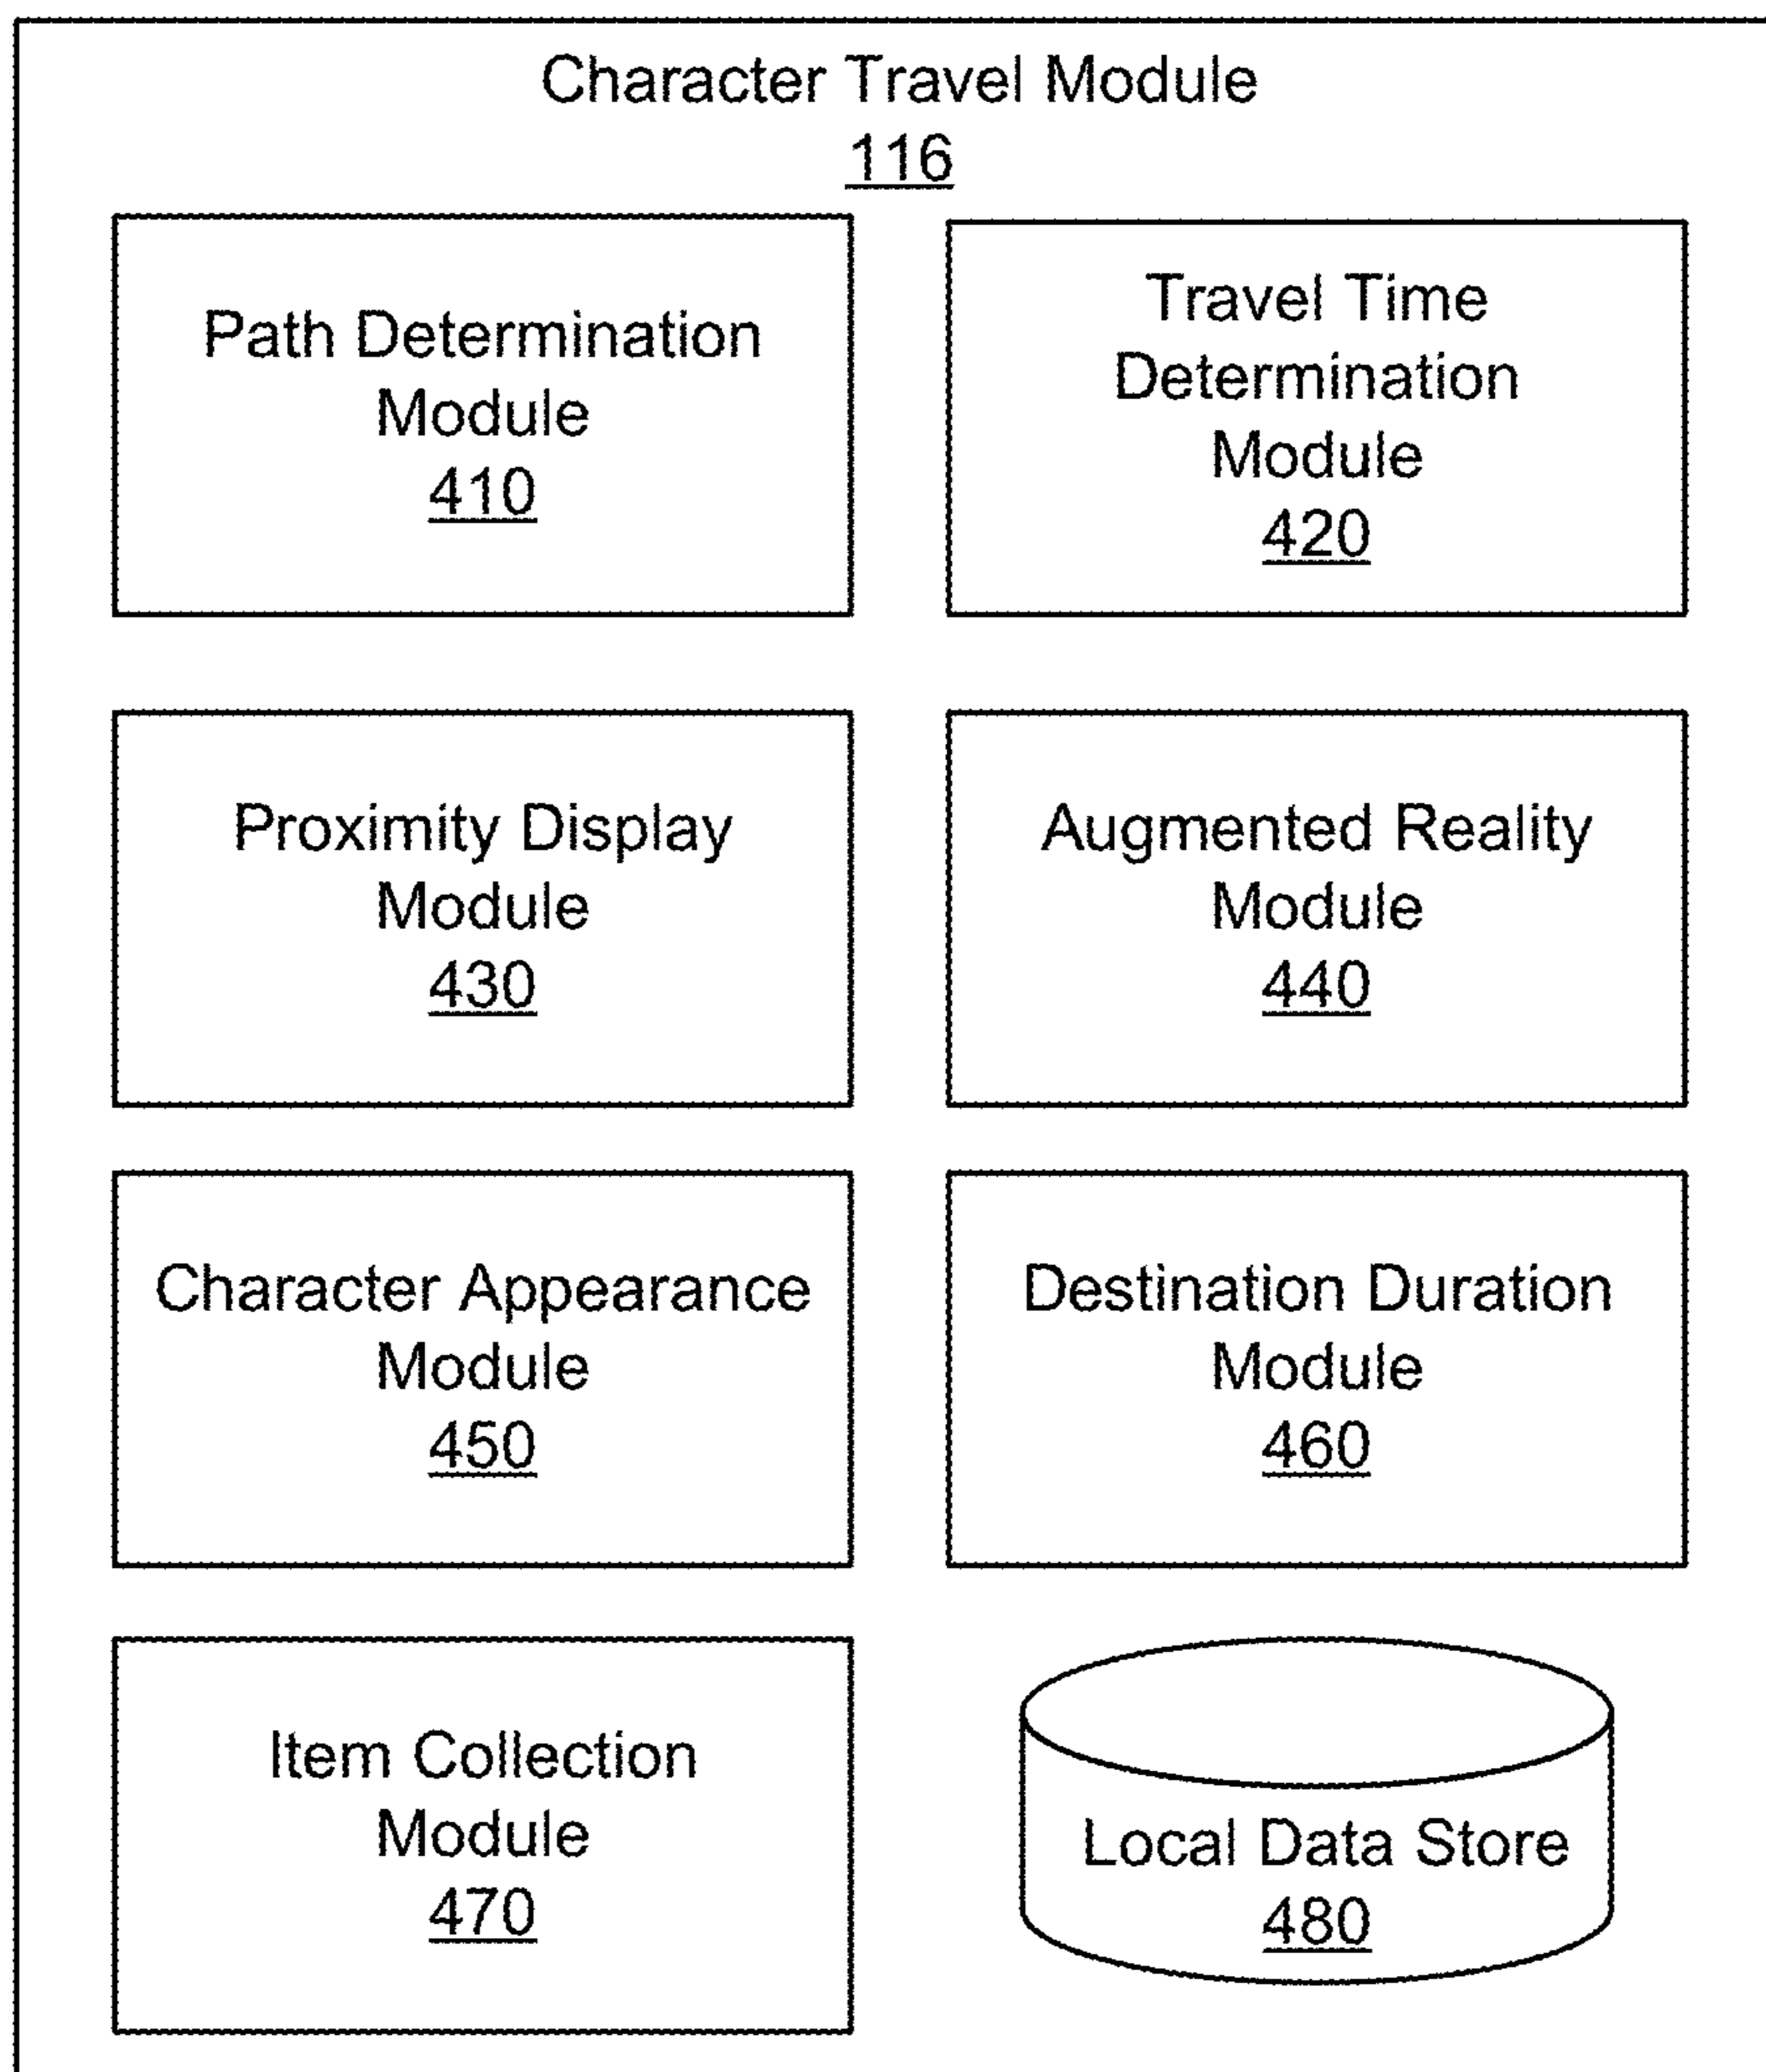 Character Travel Module
116
Path Determination
Module
410
Travel Time
Determination
Module
420
Proximity Display
Module
430
Augmented Reality
Module
440
Character Appearance
Module
450
Destination Duration
Module
460
Item Collection
Module
470
Local Data Store
480